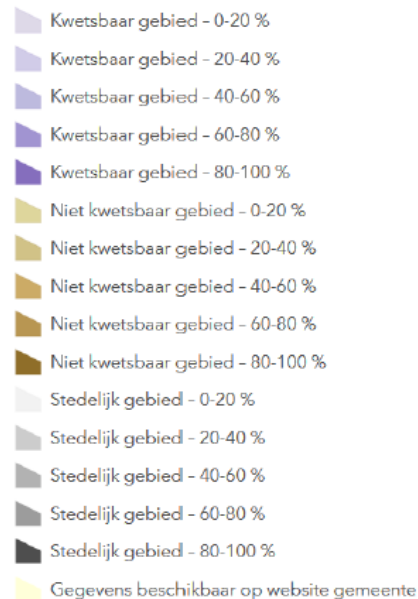 Kwetsbaar gebied - 0-20 %
Kwetsbaar gebied - 20-40 %
Kwetsbaar gebied - 40-60 %
Kwetsbaar gebied - 60-80 %
Kwetsbaar gebied - 80-100 %
Niet kwetsbaar gebied - 0-20 %
Niet kwetsbaar gebied - 20-40 %
Niet kwetsbaar gebied - 40-60 %
Niet kwetsbaar gebied - 60-80 %
Niet kwetsbaar gebied - 80-100 %
Stedelijk gebied - 0-20 %
Stedelijk gebied - 20-40 %
Stedelijk gebied - 40-60 %
Stedelijk gebied - 60-80 %
Stedelijk gebied - 80-100 %
Gegevens beschikbaar op website gemeente